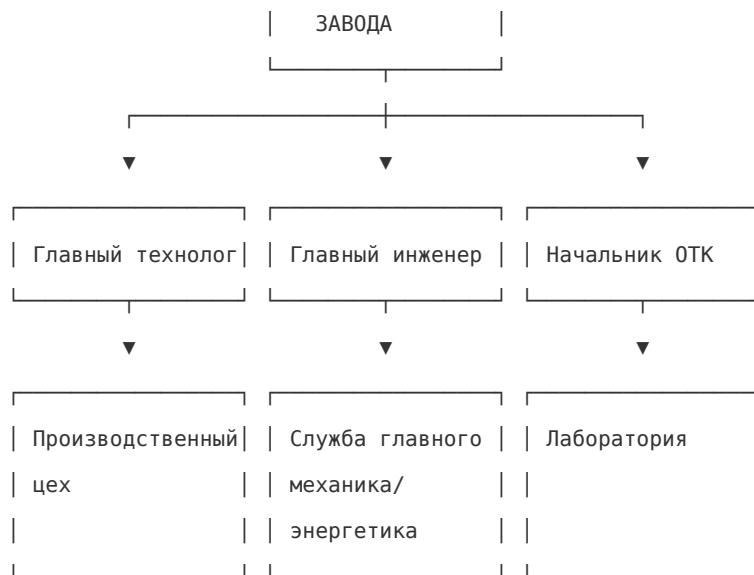 ЗАВОДА
Главный технолог Главный инженер Начальник ОТК
Производственный Служба главного Лаборатория
цех механика/
энергетика